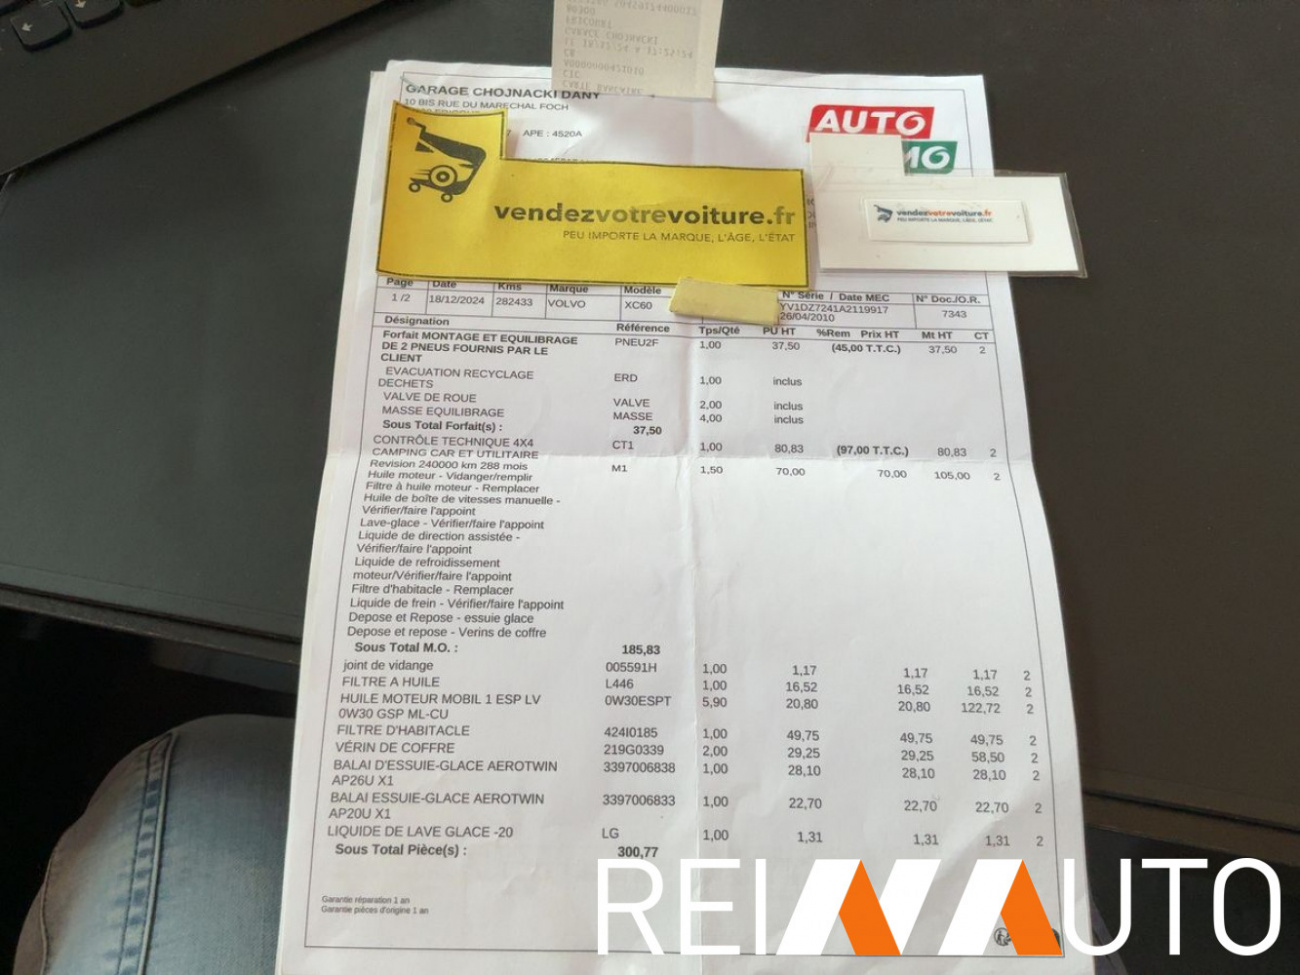 CARTE BANCAIRE
CIC
A0000000421010
CB
GARAGE CHOJNACKI
GARAGE CHOJNACKI DANY
10 BIS RUE DU MARECHAL FOCH
7 APE : 4520A
AUTO
MO
vendezvotrevoiture.fr
PEU IMPORTE LA MARQUE, L'ÂGE, L'ÉTAT
vendezvotrevoiture.fr
PEU IMPORTE LA MARQUE, L'ÂGE, L'ÉTAT
Page Date Kms Marque Modèle N° Série / Date MEC N° Doc./O.R.
1 /2 18/12/2024 282433 VOLVO XC60 YV1DZ7241A2119917 7343
26/04/2010
Désignation Référence Tps/Qté PU HT %Rem Prix HT Mt HT CT
Forfait MONTAGE ET EQUILIBRAGE PNEU2F 1,00 37,50 (45,00 T.T.C.) 37,50 2
DE 2 PNEUS FOURNIS PAR LE
CLIENT
EVACUATION RECYCLAGE ERD 1,00 inclus
DECHETS
VALVE DE ROUE VALVE 2,00 inclus
MASSE EQUILIBRAGE MASSE 4,00 inclus
Sous Total Forfait(s) : 37,50
CONTRÔLE TECHNIQUE 4X4 CT1 1,00 80,83 (97,00 T.T.C.) 80,83 2
CAMPING CAR ET UTILITAIRE
Revision 240000 km 288 mois M1 1,50 70,00 70,00 105,00 2
Huile moteur - Vidanger/remplir
Filtre à huile moteur - Remplacer
Huile de boîte de vitesses manuelle -
Vérifier/faire l'appoint
Lave-glace - Vérifier/faire l'appoint
Liquide de direction assistée -
Vérifier/faire l'appoint
Liquide de refroidissement
moteur/Vérifier/faire l'appoint
Filtre d'habitacle - Remplacer
Liquide de frein - Vérifier/faire l'appoint
Depose et Repose - essuie glace
Depose et repose - Verins de coffre
Sous Total M.O. : 185,83
joint de vidange 005591H 1,00 1,17 1,17 1,17 2
FILTRE A HUILE L446 1,00 16,52 16,52 16,52 2
HUILE MOTEUR MOBIL 1 ESP LV 0W30ESPT 5,90 20,80 20,80 122,72 2
0W30 GSP ML-CU
FILTRE D'HABITACLE 424I0185 1,00 49,75 49,75 49,75 2
VÉRIN DE COFFRE 219G0339 2,00 29,25 29,25 58,50 2
BALAI D'ESSUIE-GLACE AEROTWIN 3397006838 1,00 28,10 28,10 28,10 2
AP26U X1
BALAI ESSUIE-GLACE AEROTWIN 3397006833 1,00 22,70 22,70 22,70 2
AP20U X1
LIQUIDE DE LAVE GLACE -20 LG 1,00 1,31 1,31 1,31 2
Sous Total Pièce(s) : 300,77
Garantie réparation 1 an
Garantie pièces d'origine 1 an
REIMAUTO